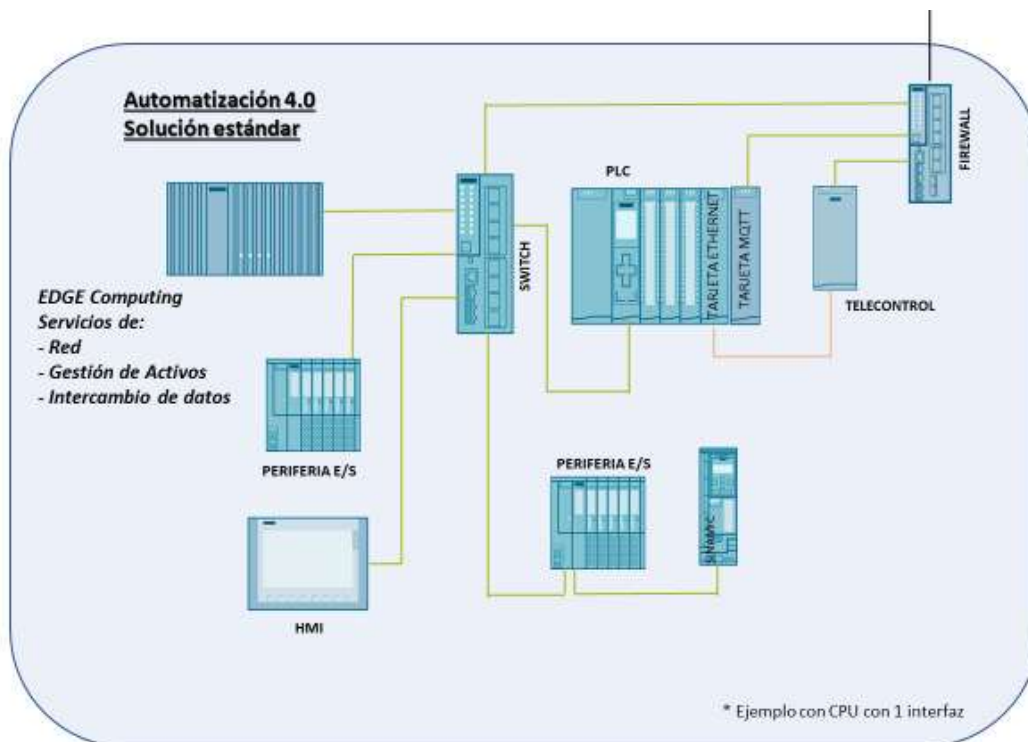 Automatización 4.0
Solución estándar
FIREWALL
PLC
TARJETA ETHERNET
TARJETA MQTT
SWITCH
TELECONTROL
EDGE Computing
Servicios de:
- Red
- Gestión de Activos
- Intercambio de datos
PERIFERIA E/S
PERIFERIA E/S
SINAMIC
HMI
* Ejemplo con CPU con 1 interfaz